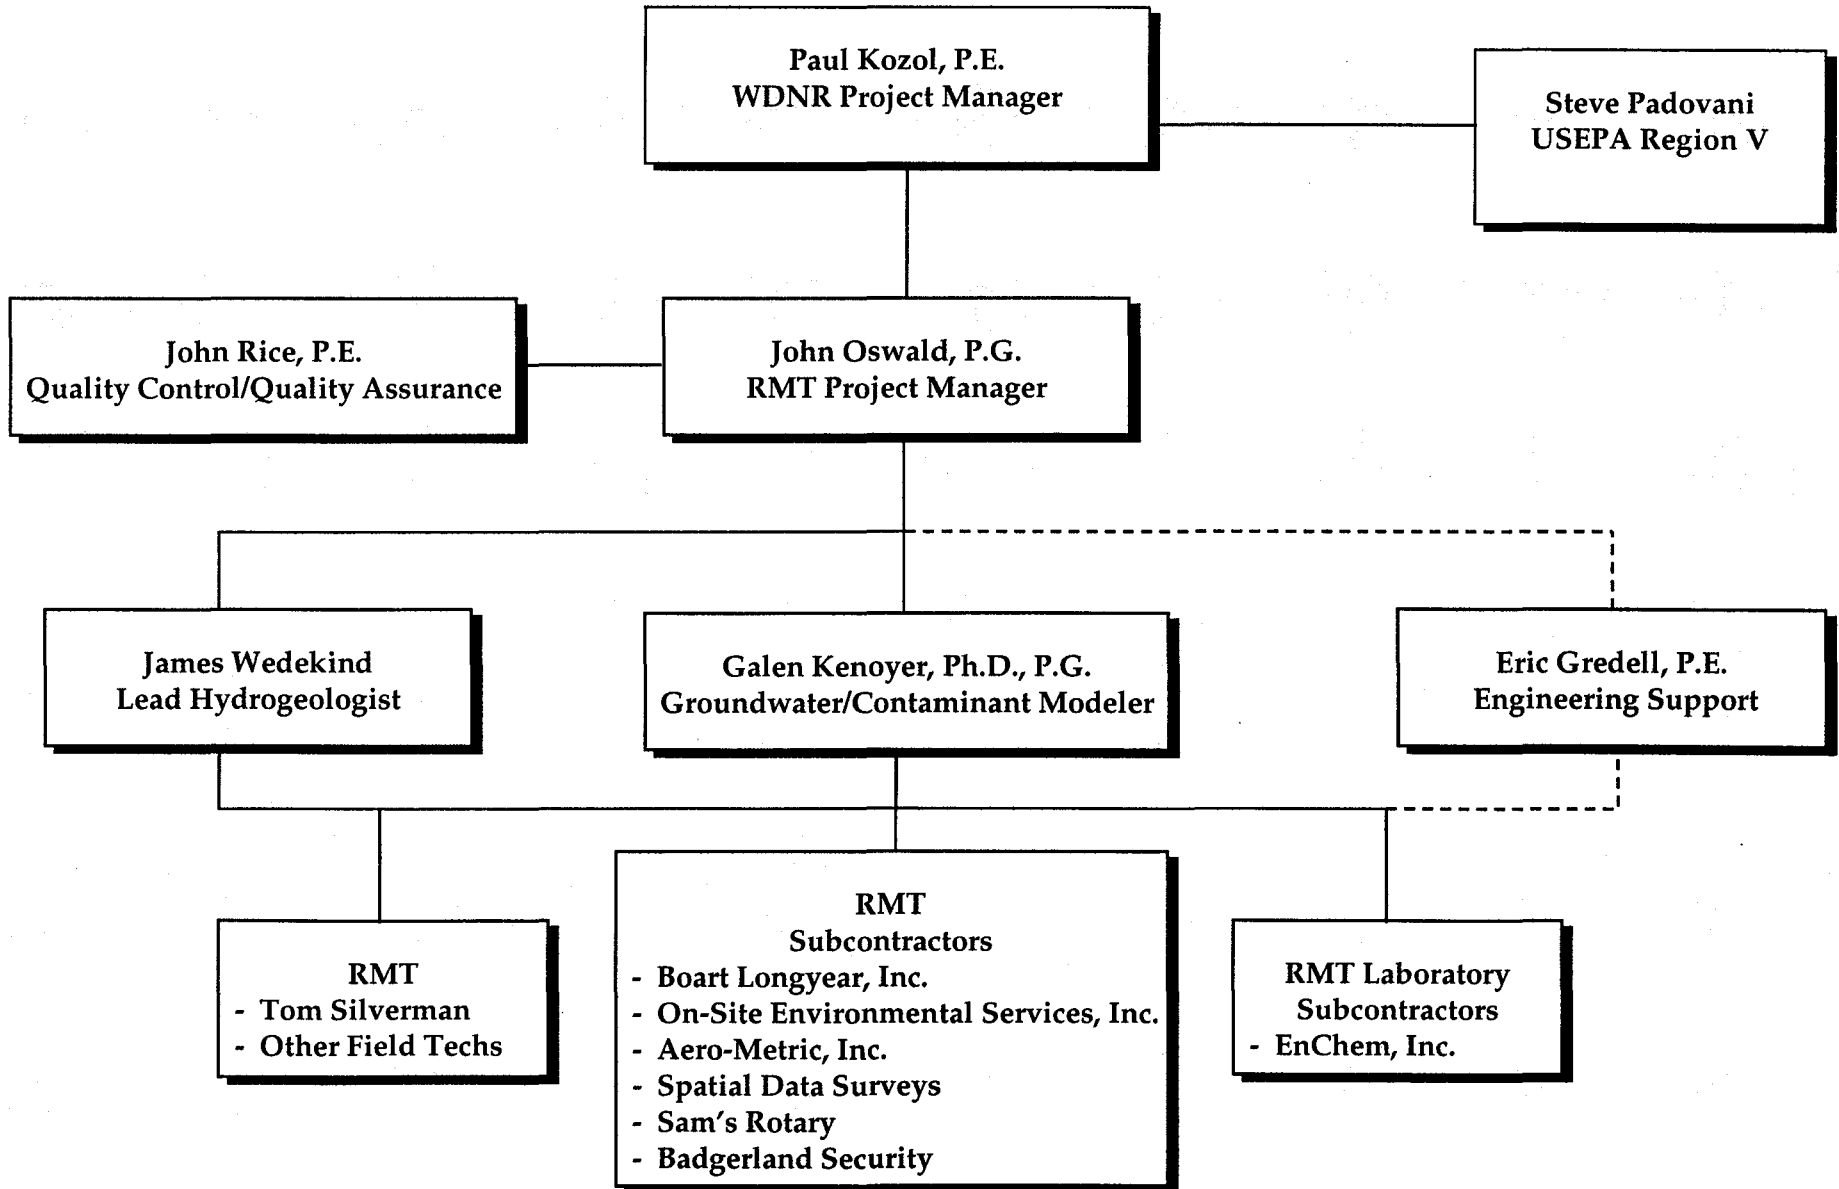 Paul Kozol, P.E.
WDNR Project Manager
Steve Padovani
USEPA Region V
John Rice, P.E.
Quality Control/Quality Assurance
John Oswald, P.G.
RMT Project Manager
James Wedekind
Lead Hydrogeologist
Galen Kenoyer, Ph.D., P.G.
Groundwater/Contaminant Modeler
Eric Gredell, P.E.
Engineering Support
RMT
- Tom Silverman
- Other Field Techs
RMT
Subcontractors
- Boart Longyear, Inc.
- On-Site Environmental Services, Inc.
- Aero-Metric, Inc.
- Spatial Data Surveys
- Sam's Rotary
- Badgerland Security
RMT Laboratory
Subcontractors
- EnChem, Inc.